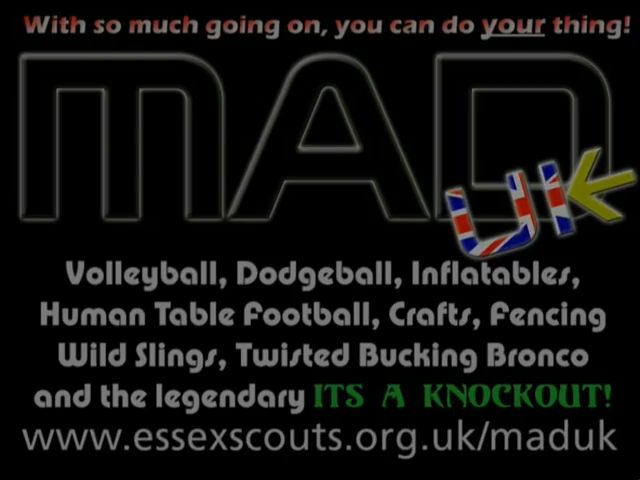 With so much going on, you can do your thing!
MAD
UK
Volleyball, Dodgeball, Inflatables,
Human Table Football, Crafts, Fencing
Wild Slings, Twisted Bucking Bronco
and the legendary ITS A KNOCKOUT!
www.essexscouts.org.uk/maduk